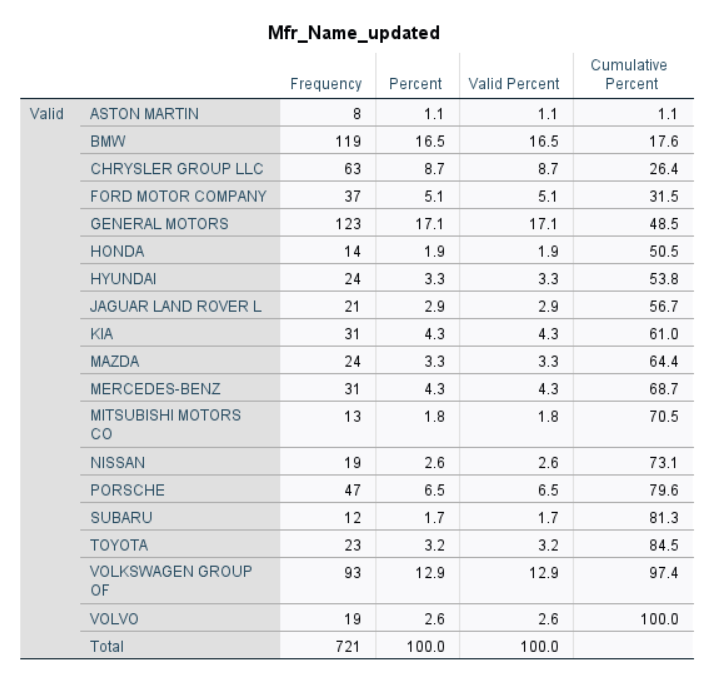 Mfr_Name_updated
Frequency Percent Valid Percent Cumulative
Percent
Valid ASTON MARTIN 8 1.1 1.1 1.1
BMW 119 16.5 16.5 17.6
CHRYSLER GROUP LLC 63 8.7 8.7 26.4
FORD MOTOR COMPANY 37 5.1 5.1 31.5
GENERAL MOTORS 123 17.1 17.1 48.5
HONDA 14 1.9 1.9 50.5
HYUNDAI 24 3.3 3.3 53.8
JAGUAR LAND ROVER L 21 2.9 2.9 56.7
KIA 31 4.3 4.3 61.0
MAZDA 24 3.3 3.3 64.4
MERCEDES-BENZ 31 4.3 4.3 68.7
MITSUBISHI MOTORS 13 1.8 1.8 70.5
CO
NISSAN 19 2.6 2.6 73.1
PORSCHE 47 6.5 6.5 79.6
SUBARU 12 1.7 1.7 81.3
TOYOTA 23 3.2 3.2 84.5
VOLKSWAGEN GROUP 93 12.9 12.9 97.4
OF
VOLVO 19 2.6 2.6 100.0
Total 721 100.0 100.0